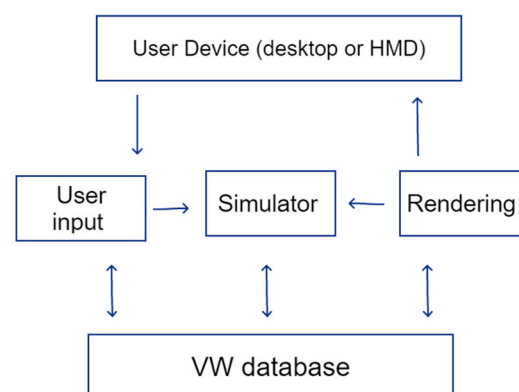 User Device (desktop or HMD)
User
input
Simulator
Rendering
VW database